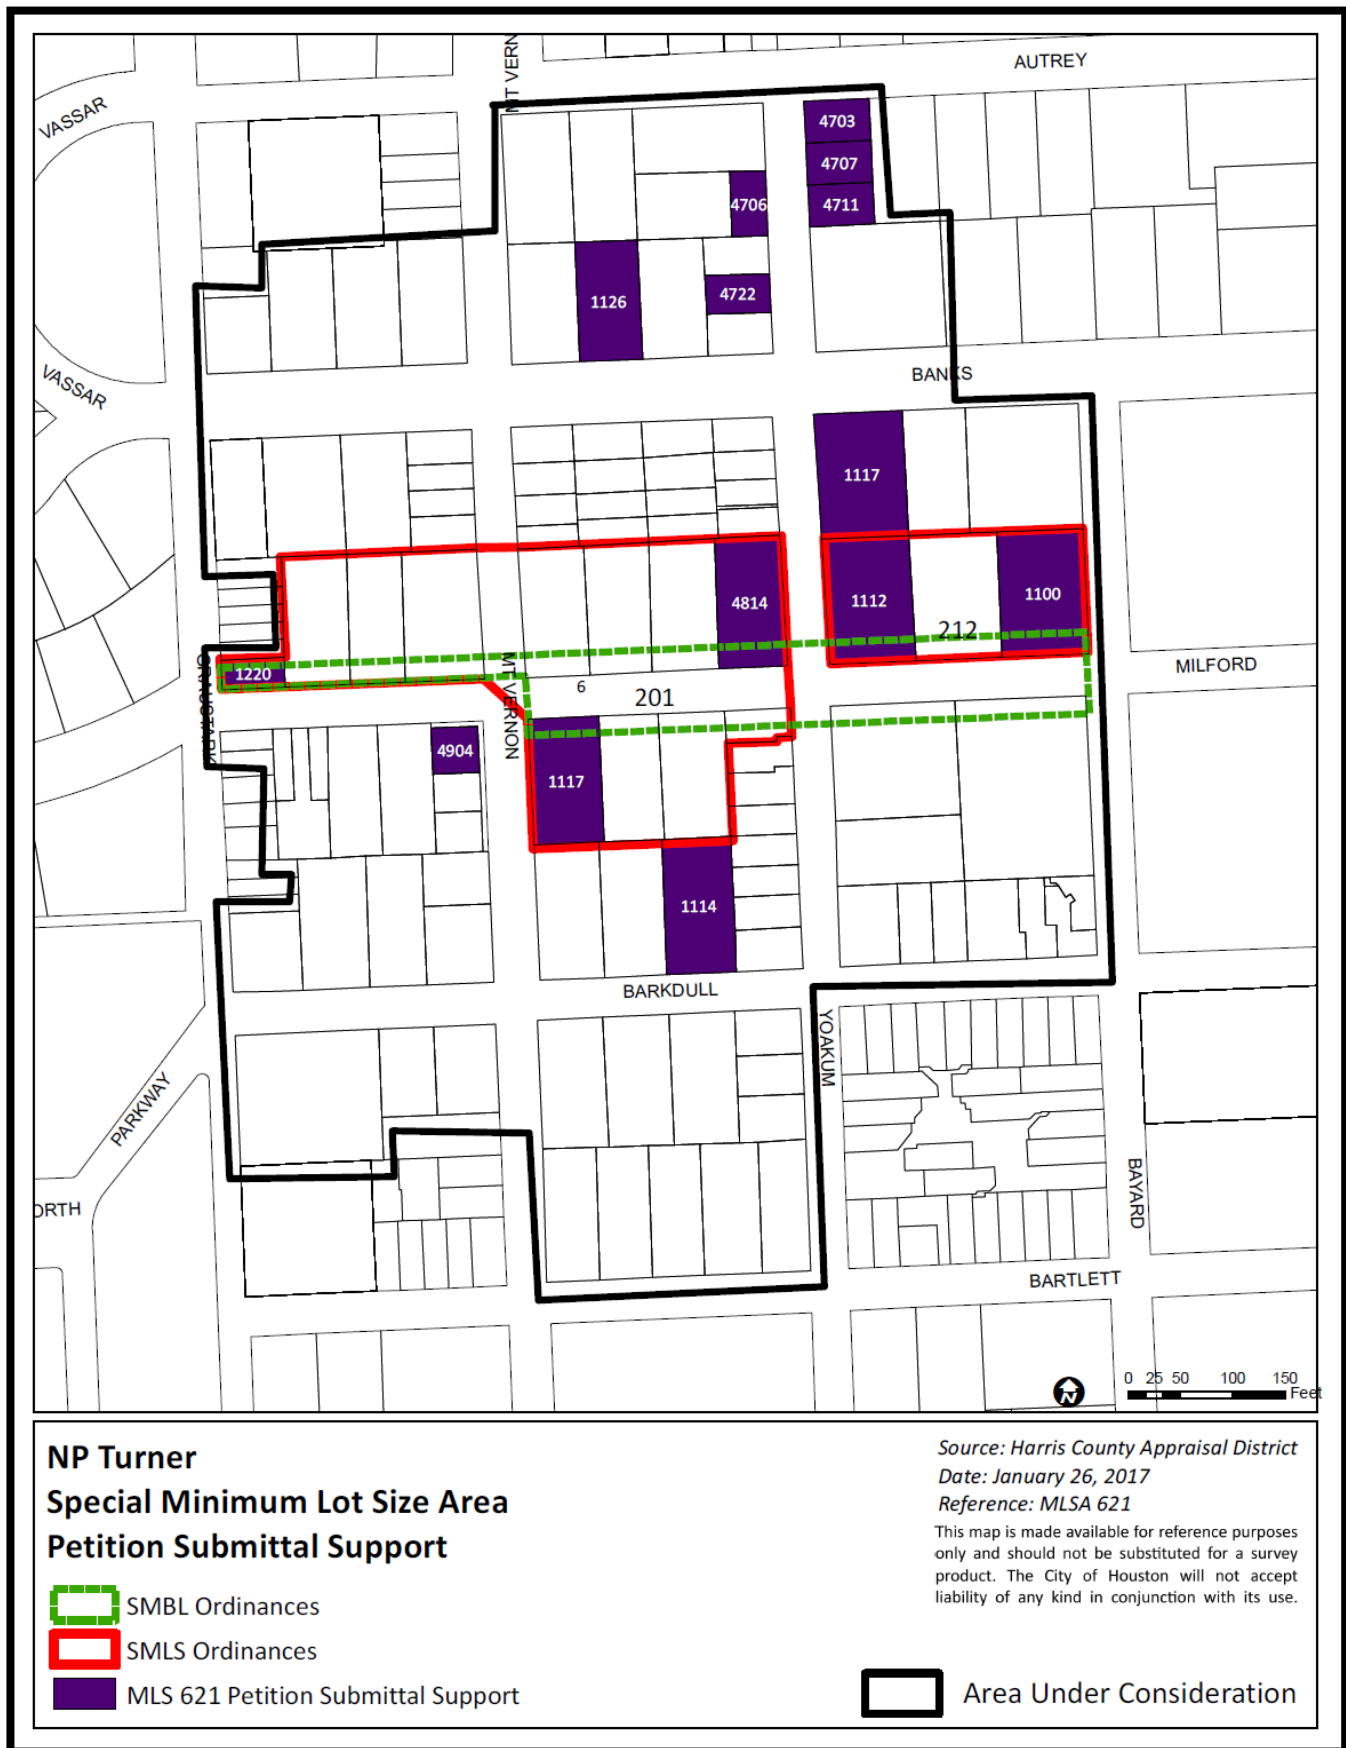 AUTREY
MT VERN
VASSAR
4703
4707
4711
4706
4722
1126
VASSAR
BANKS
1117
4814
1112
1100
212
1220
MILFORD
MT VERNON
6
201
4904
1117
1114
BARKDULL
YOAKUM
PARKWAY
BAYARD
ORTH
BARTLETT
N
0 25 50 100 150
Feet
NP Turner
Special Minimum Lot Size Area
Petition Submittal Support
SMBL Ordinances
SMLS Ordinances
MLS 621 Petition Submittal Support
Source: Harris County Appraisal District
Date: January 26, 2017
Reference: MLSA 621
This map is made available for reference purposes
only and should not be substituted for a survey
product. The City of Houston will not accept
liability of any kind in conjunction with its use.
Area Under Consideration